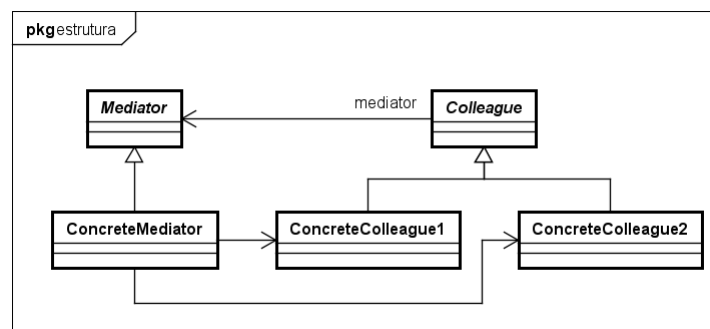 pkg estrutura
Mediator
mediator
Colleague
ConcreteMediator
ConcreteColleague1
ConcreteColleague2